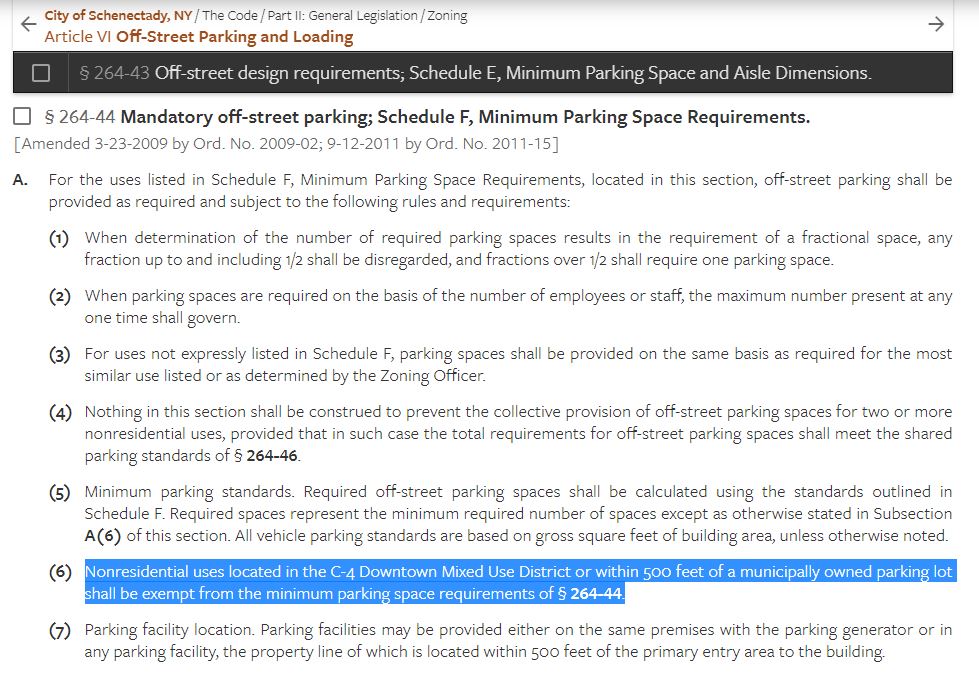 City of Schenectady, NY / The Code / Part II: General Legislation / Zoning
Article VI Off-Street Parking and Loading
§ 264-43 Off-street design requirements; Schedule E, Minimum Parking Space and Aisle Dimensions.
§ 264-44 Mandatory off-street parking; Schedule F, Minimum Parking Space Requirements.
[Amended 3-23-2009 by Ord. No. 2009-02; 9-12-2011 by Ord. No. 2011-15]
A. For the uses listed in Schedule F, Minimum Parking Space Requirements, located in this section, off-street parking shall be
provided as required and subject to the following rules and requirements:
(1) When determination of the number of required parking spaces results in the requirement of a fractional space, any
fraction up to and including 1/2 shall be disregarded, and fractions over 1/2 shall require one parking space.
(2) When parking spaces are required on the basis of the number of employees or staff, the maximum number present at any
one time shall govern.
(3) For uses not expressly listed in Schedule F, parking spaces shall be provided on the same basis as required for the most
similar use listed or as determined by the Zoning Officer.
(4) Nothing in this section shall be construed to prevent the collective provision of off-street parking spaces for two or more
nonresidential uses, provided that in such case the total requirements for off-street parking spaces shall meet the shared
parking standards of § 264-46.
(5) Minimum parking standards. Required off-street parking spaces shall be calculated using the standards outlined in
Schedule F. Required spaces represent the minimum required number of spaces except as otherwise stated in Subsection
A(6) of this section. All vehicle parking standards are based on gross square feet of building area, unless otherwise noted.
(6) Nonresidential uses located in the C-4 Downtown Mixed Use District or within 500 feet of a municipally owned parking lot
shall be exempt from the minimum parking space requirements of § 264-44.
(7) Parking facility location. Parking facilities may be provided either on the same premises with the parking generator or in
any parking facility, the property line of which is located within 500 feet of the primary entry area to the building.